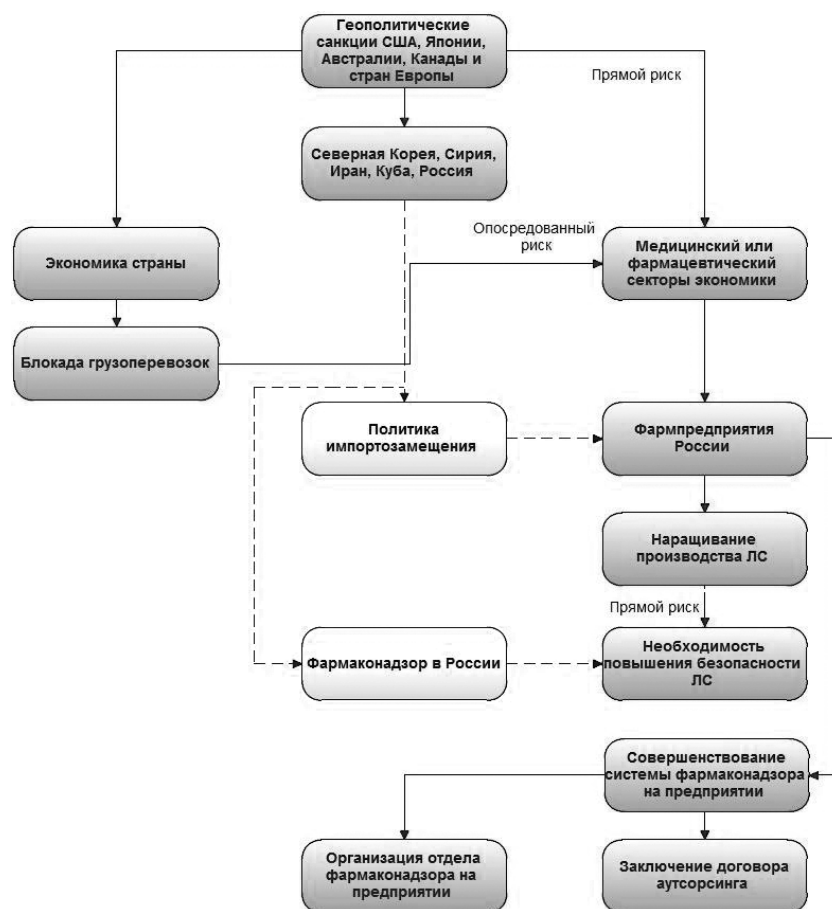 Геополитические
санкции США, Японии,
Австралии, Канады и
стран Европы
Прямой риск
Северная Корея, Сирия,
Иран, Куба, Россия
Опосредованный
риск
Экономика страны
Медицинский или
фармацевтический
секторы экономики
Блокада грузоперевозок
Политика
импортозамещения
Фармпредприятия
России
Наращивание
производства ЛС
Прямой риск
Фармаконадзор в России
Необходимость
повышения безопасности
ЛС
Совершенствование
системы фармаконадзора
на предприятии
Организация отдела
фармаконадзора на
предприятии
Заключение договора
аутсорсинга